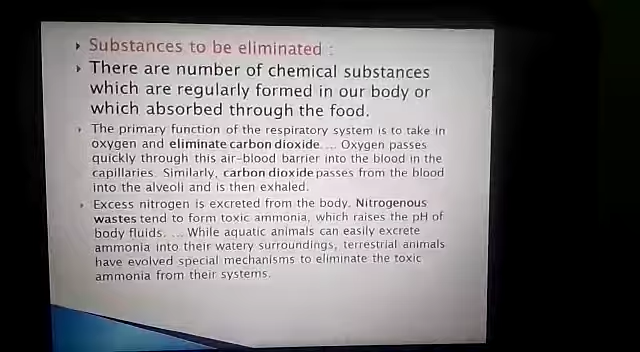 Substances to be eliminated :
There are number of chemical substances
which are regularly formed in our body or
which absorbed through the food.
The primary function of the respiratory system is to take in
oxygen and eliminate carbon dioxide. ... Oxygen passes
quickly through this air-blood barrier into the blood in the
capillaries. Similarly, carbon dioxide passes from the blood
into the alveoli and is then exhaled.
Excess nitrogen is excreted from the body. Nitrogenous
wastes tend to form toxic ammonia, which raises the pH of
body fluids. ... While aquatic animals can easily excrete
ammonia into their watery surroundings, terrestrial animals
have evolved special mechanisms to eliminate the toxic
ammonia from their systems.